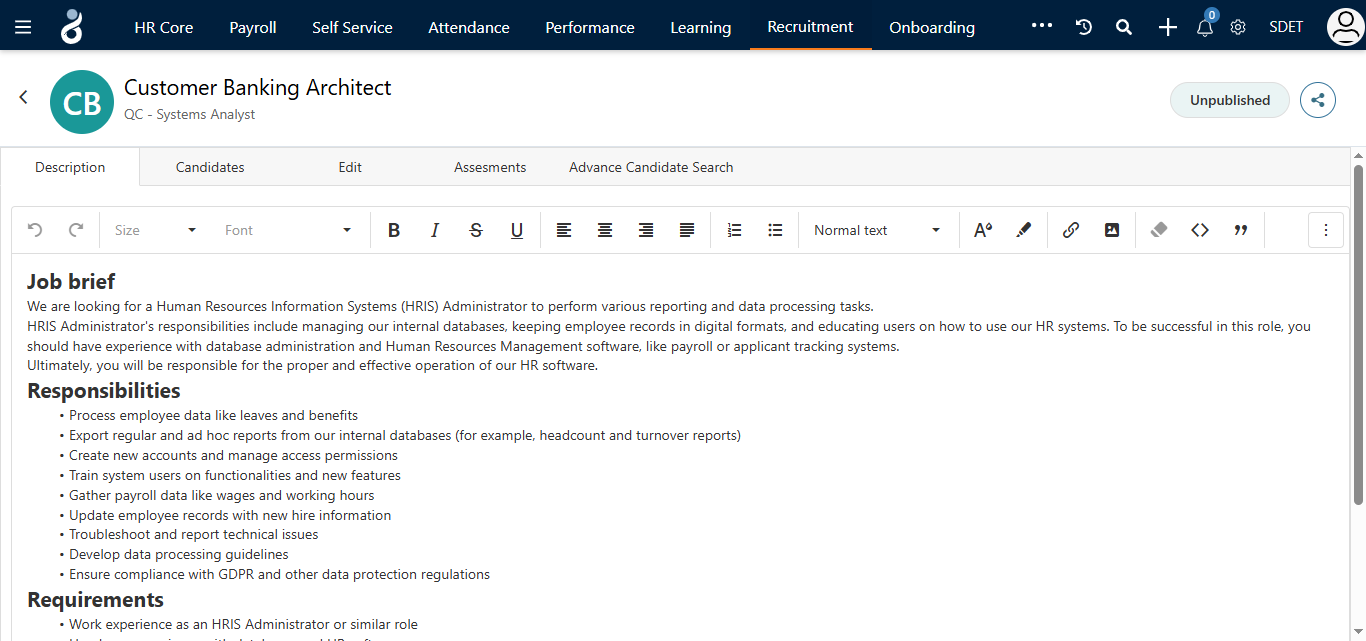 HR Core Payroll Self Service Attendance Performance Learning Recruitment Onboarding 0 SDET
CB
Customer Banking Architect
QC - Systems Analyst
Unpublished
Description Candidates Edit Assesments Advance Candidate Search
Size Font B I S U Normal text
Job brief
We are looking for a Human Resources Information Systems (HRIS) Administrator to perform various reporting and data processing tasks.
HRIS Administrator's responsibilities include managing our internal databases, keeping employee records in digital formats, and educating users on how to use our HR systems. To be successful in this role, you
should have experience with database administration and Human Resources Management software, like payroll or applicant tracking systems.
Ultimately, you will be responsible for the proper and effective operation of our HR software.
Responsibilities
• Process employee data like leaves and benefits
• Export regular and ad hoc reports from our internal databases (for example, headcount and turnover reports)
• Create new accounts and manage access permissions
• Train system users on functionalities and new features
• Gather payroll data like wages and working hours
• Update employee records with new hire information
• Troubleshoot and report technical issues
• Develop data processing guidelines
• Ensure compliance with GDPR and other data protection regulations
Requirements
• Work experience as an HRIS Administrator or similar role